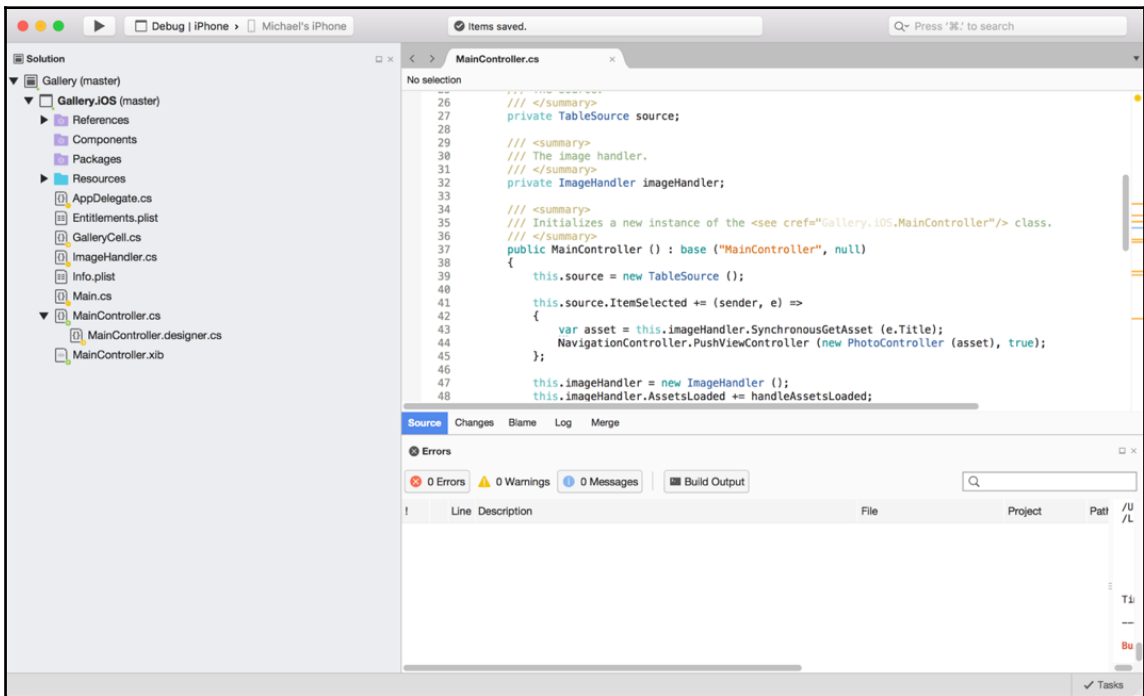 Debug | iPhone › Michael's iPhone
Items saved.
Press '⌘.' to search
Solution
Gallery (master)
Gallery.iOS (master)
References
Components
Packages
Resources
AppDelegate.cs
Entitlements.plist
GalleryCell.cs
ImageHandler.cs
Info.plist
Main.cs
MainController.cs
MainController.designer.cs
MainController.xib
MainController.cs
No selection
26 /// </summary>
27 private TableSource source;
28
29 /// <summary>
30 /// The image handler.
31 /// </summary>
32 private ImageHandler imageHandler;
33
34 /// <summary>
35 /// Initializes a new instance of the <see cref="Gallery.iOS.MainController"/> class.
36 /// </summary>
37 public MainController () : base ("MainController", null)
38 {
39 this.source = new TableSource ();
40
41 this.source.ItemSelected += (sender, e) =>
42 {
43 var asset = this.imageHandler.SynchronousGetAsset (e.Title);
44 NavigationController.PushViewController (new PhotoController (asset), true);
45 };
46
47 this.imageHandler = new ImageHandler ();
48 this.imageHandler.AssetsLoaded += handleAssetsLoaded;
Source Changes Blame Log Merge
Errors
0 Errors 0 Warnings 0 Messages Build Output
! Line Description File Project Path
/U
/L
Bu
Tasks